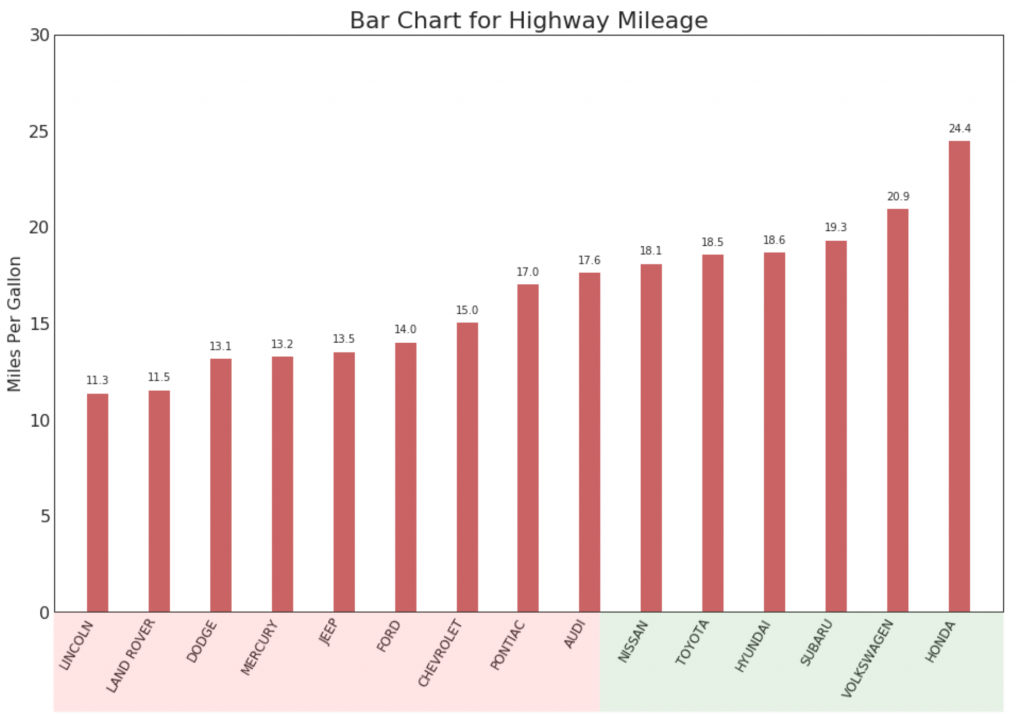 Bar Chart for Highway Mileage
Miles Per Gallon
30
25
20
15
10
5
0
11.3
11.5
13.1
13.2
13.5
14.0
15.0
17.0
17.6
18.1
18.5
18.6
19.3
20.9
24.4
LINCOLN
LAND ROVER
DODGE
MERCURY
JEEP
FORD
CHEVROLET
PONTIAC
AUDI
NISSAN
TOYOTA
HYUNDAI
SUBARU
VOLKSWAGEN
HONDA